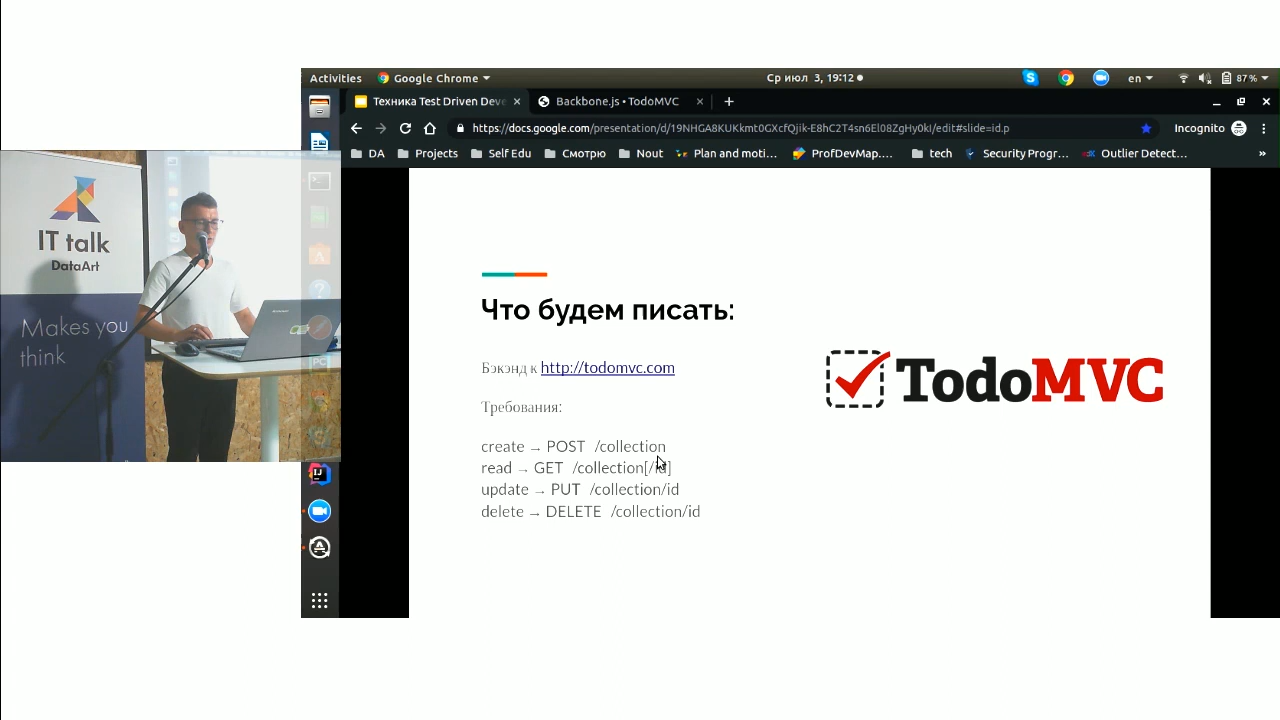 Activities
Google Chrome
Ср июл 3, 19:12
en
87%
Техника Test Driven Deve
Backbone.js • TodoMVC
https://docs.google.com/presentation/d/19NHGA8KUKkmt0GXcfQjik-E8hC2T4sn6El08ZgHy0kI/edit#slide=id.p
Incognito
DA
Projects
Self Edu
Смотрю
Nout
Plan and moti...
ProfDevMap....
tech
Security Progr...
Outlier Detect...
»
IT talk
DataArt
Makes you
think
Что будем писать:
Бэкэнд к http://todomvc.com
Требования:
create → POST /collection
read → GET /collection[/id]
update → PUT /collection/id
delete → DELETE /collection/id
TodoMVC